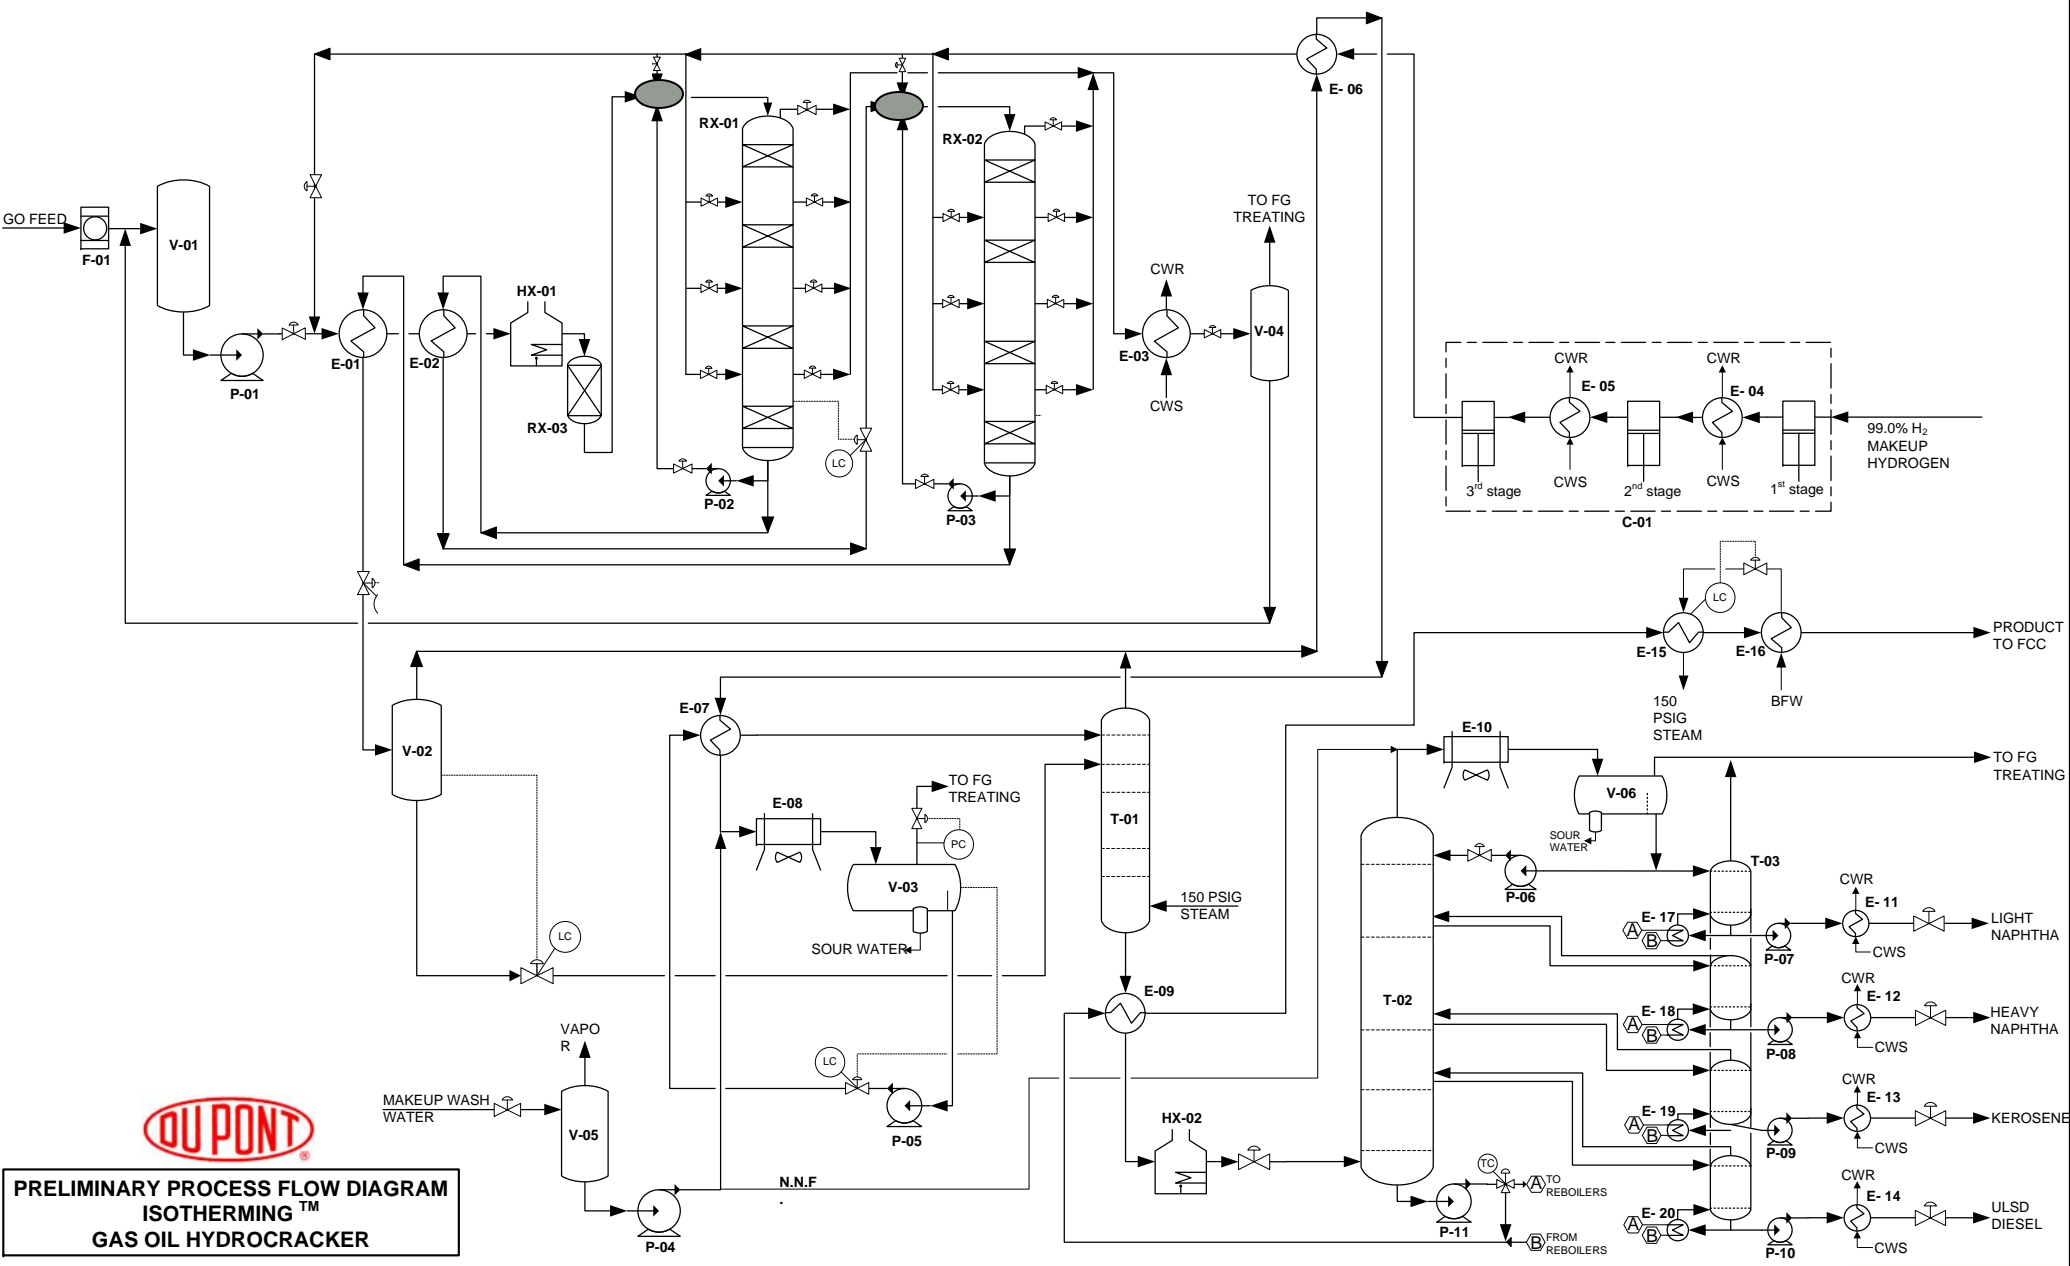 E- 06
RX-01
RX-02
GO FEED
F-01
V-01
P-01
E-01
E-02
HX-01
RX-03
P-02
LC
P-03
TO FG
TREATING
V-04
CWR
E-03
CWS
CWR
E- 05
CWS
CWR
E- 04
CWS
3rd stage
2nd stage
1st stage
C-01
99.0% H2
MAKEUP
HYDROGEN
LC
E-15
E-16
150
PSIG
STEAM
BFW
PRODUCT
TO FCC
V-02
LC
E-07
E-08
TO FG
TREATING
PC
V-03
SOUR WATER
T-01
150 PSIG
STEAM
E-09
E-10
V-06
SOUR
WATER
TO FG
TREATING
T-03
P-06
T-02
E- 17
A
B
P-07
CWR
E- 11
CWS
LIGHT
NAPHTHA
E- 18
A
B
P-08
CWR
E- 12
CWS
HEAVY
NAPHTHA
E- 19
A
B
P-09
CWR
E- 13
CWS
KEROSENE
E- 20
A
B
P-10
CWR
E- 14
CWS
ULSD
DIESEL
VAPO
R
MAKEUP WASH
WATER
V-05
P-04
LC
P-05
N.N.F
.
HX-02
TC
P-11
A
TO
REBOILERS
B
FROM
REBOILERS
DU PONT
®
PRELIMINARY PROCESS FLOW DIAGRAM
ISOTHERMING TM
GAS OIL HYDROCRACKER